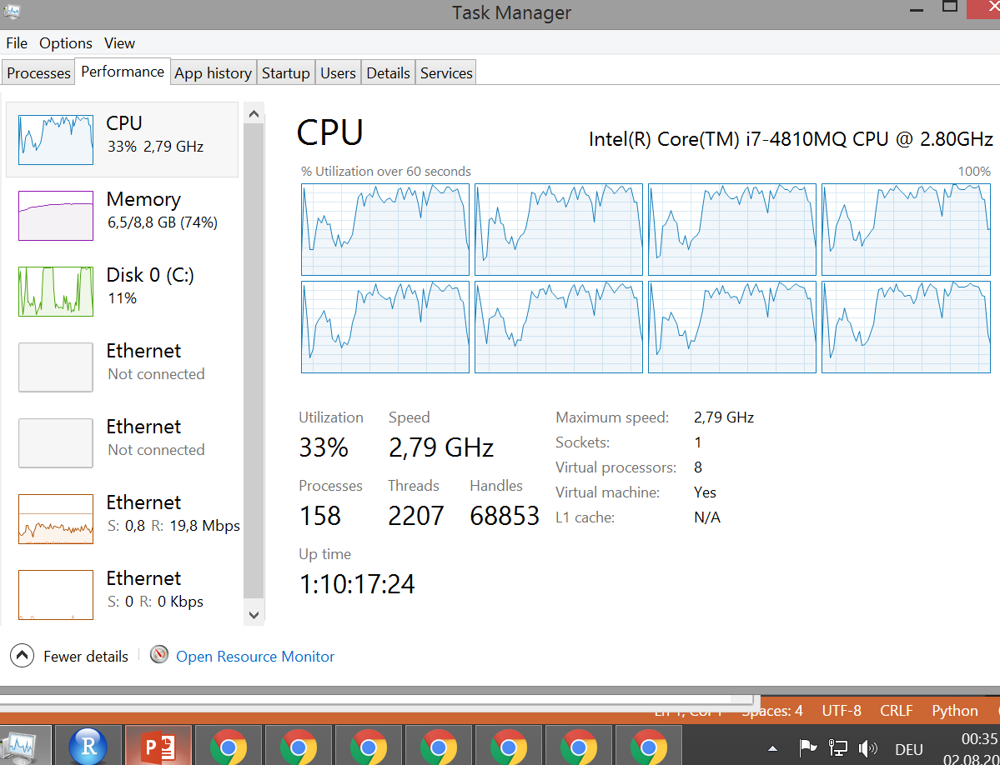 Task Manager
File Options View
Processes Performance App history Startup Users Details Services
CPU
33% 2,79 GHz
Memory
6,5/8,8 GB (74%)
Disk 0 (C:)
11%
Ethernet
Not connected
Ethernet
Not connected
Ethernet
S: 0,8 R: 19,8 Mbps
Ethernet
S: 0 R: 0 Kbps
CPU
Intel(R) Core(TM) i7-4810MQ CPU @ 2.80GHz
% Utilization over 60 seconds 100%
Utilization Speed
33% 2,79 GHz
Processes Threads Handles
158 2207 68853
Up time
1:10:17:24
Maximum speed: 2,79 GHz
Sockets: 1
Virtual processors: 8
Virtual machine: Yes
L1 cache: N/A
Fewer details Open Resource Monitor
Spaces: 4 UTF-8 CRLF Python
R P DEU 00:35
02.08.20